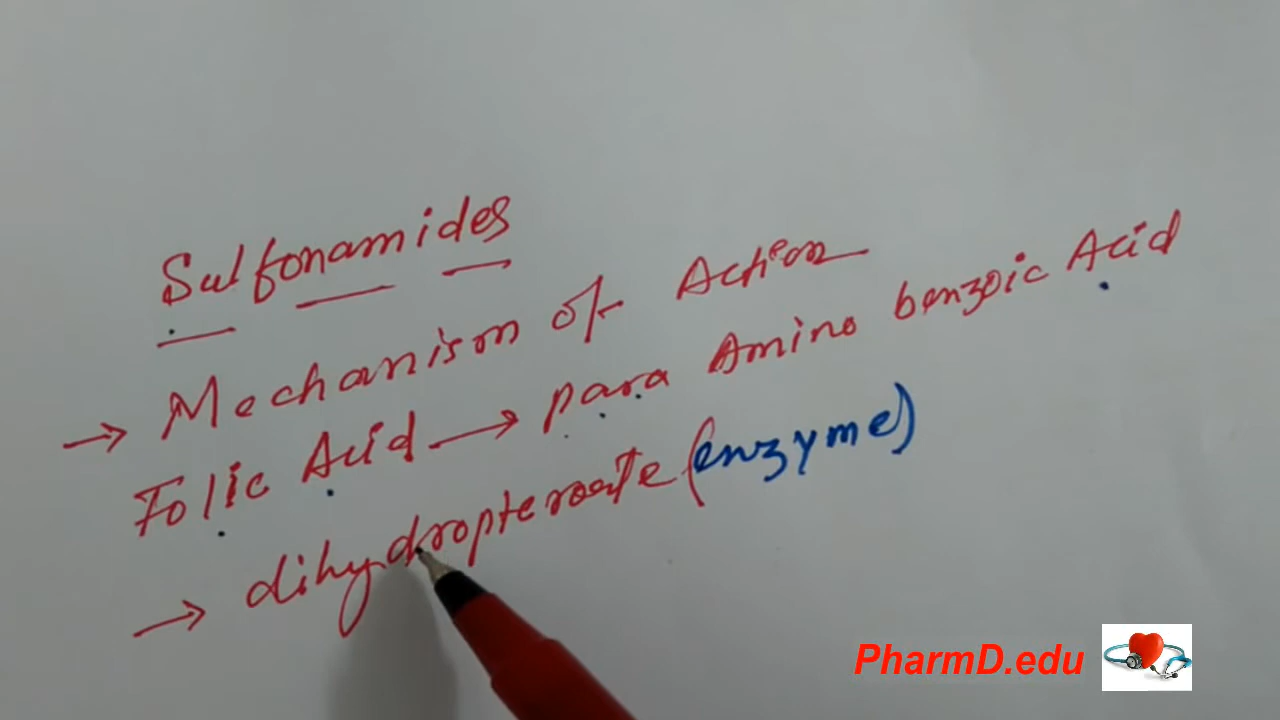 Sulfonamides
→ Mechanism of Action
Folic Acid → para Amino benzoic Acid
→ dihydropteroate (enzyme)
PharmD.edu